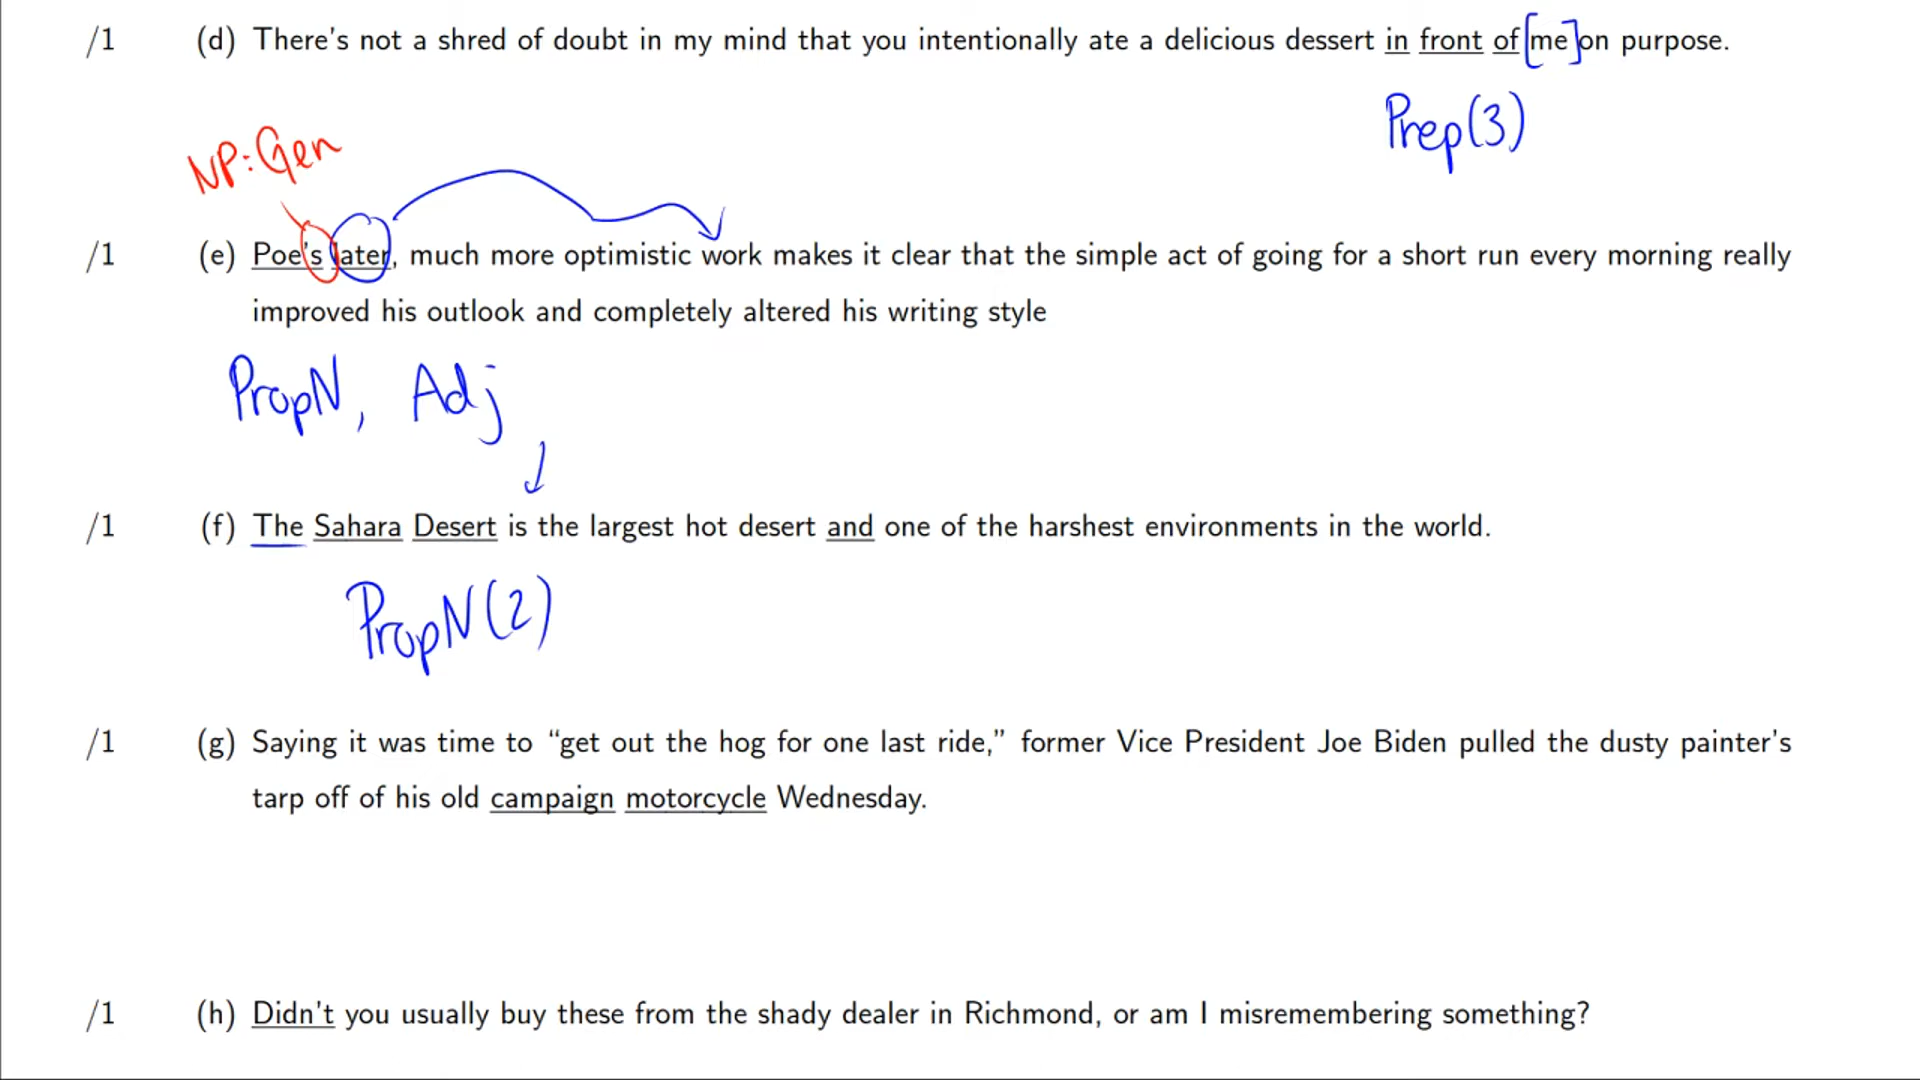 /1 (d) There's not a shred of doubt in my mind that you intentionally ate a delicious dessert in front of [me] on purpose.
Prep(3)
NP:Gen
/1 (e) Poe's later, much more optimistic work makes it clear that the simple act of going for a short run every morning really
improved his outlook and completely altered his writing style
PropN, Adj
/1 (f) The Sahara Desert is the largest hot desert and one of the harshest environments in the world.
PropN(2)
/1 (g) Saying it was time to “get out the hog for one last ride,” former Vice President Joe Biden pulled the dusty painter's
tarp off of his old campaign motorcycle Wednesday.
/1 (h) Didn't you usually buy these from the shady dealer in Richmond, or am I misremembering something?